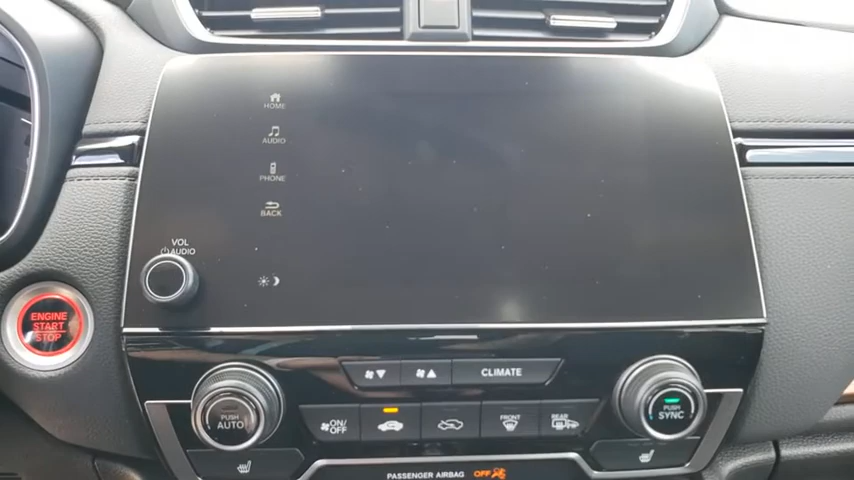 HOME
AUDIO
PHONE
BACK
VOL
AUDIO
ENGINE
START
STOP
CLIMATE
PUSH
AUTO
ON/
OFF
FRONT
REAR
PUSH
SYNC
PASSENGER AIRBAG OFF